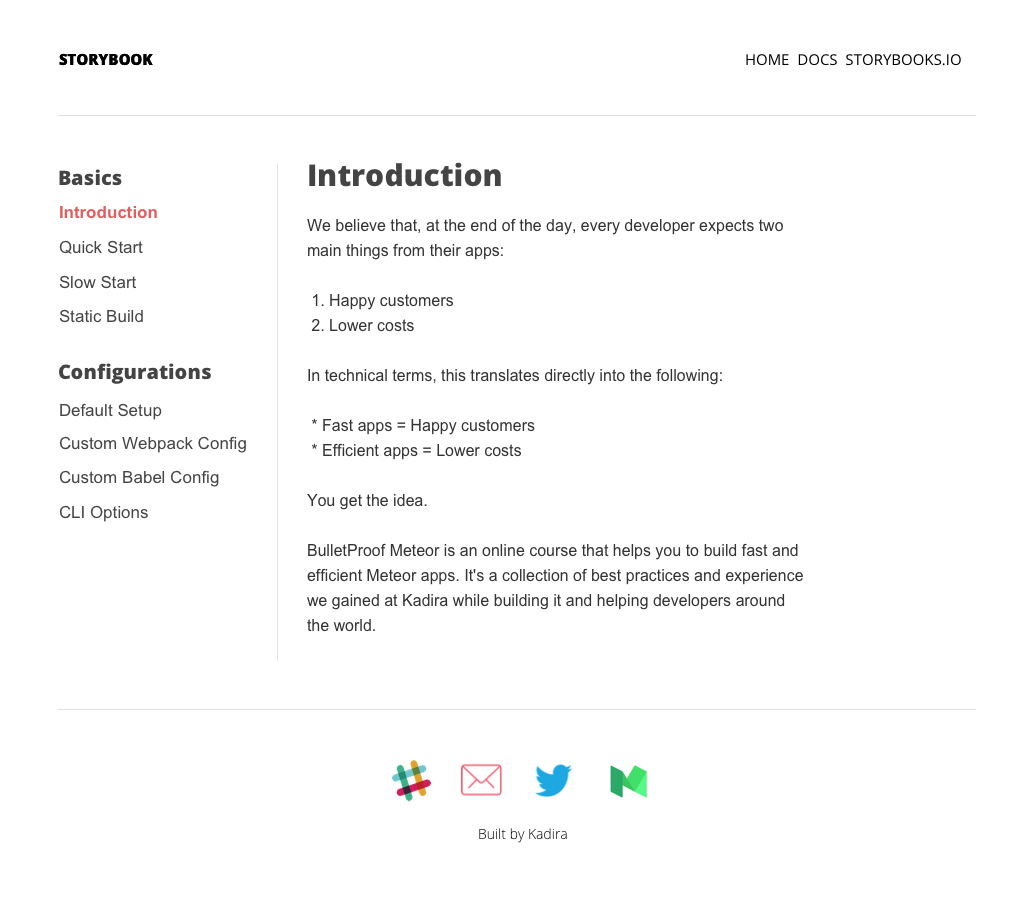 STORYBOOK
HOME DOCS STORYBOOKS.IO
Basics
Introduction
Quick Start
Slow Start
Static Build
Configurations
Default Setup
Custom Webpack Config
Custom Babel Config
CLI Options
Introduction
We believe that, at the end of the day, every developer expects two
main things from their apps:
1. Happy customers
2. Lower costs
In technical terms, this translates directly into the following:
* Fast apps = Happy customers
* Efficient apps = Lower costs
You get the idea.
BulletProof Meteor is an online course that helps you to build fast and
efficient Meteor apps. It's a collection of best practices and experience
we gained at Kadira while building it and helping developers around
the world.
Built by Kadira